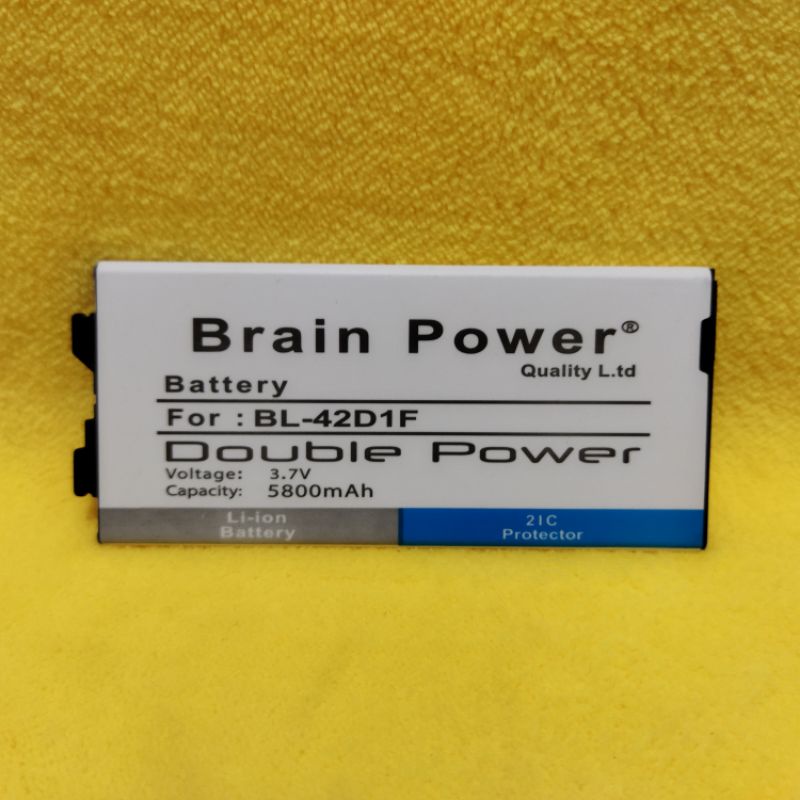 Brain Power®
Quality L.td
Battery
For : BL-42D1F
Double Power
Voltage: 3.7V
Capacity: 5800mAh
Li-ion
Battery
2IC
Protector